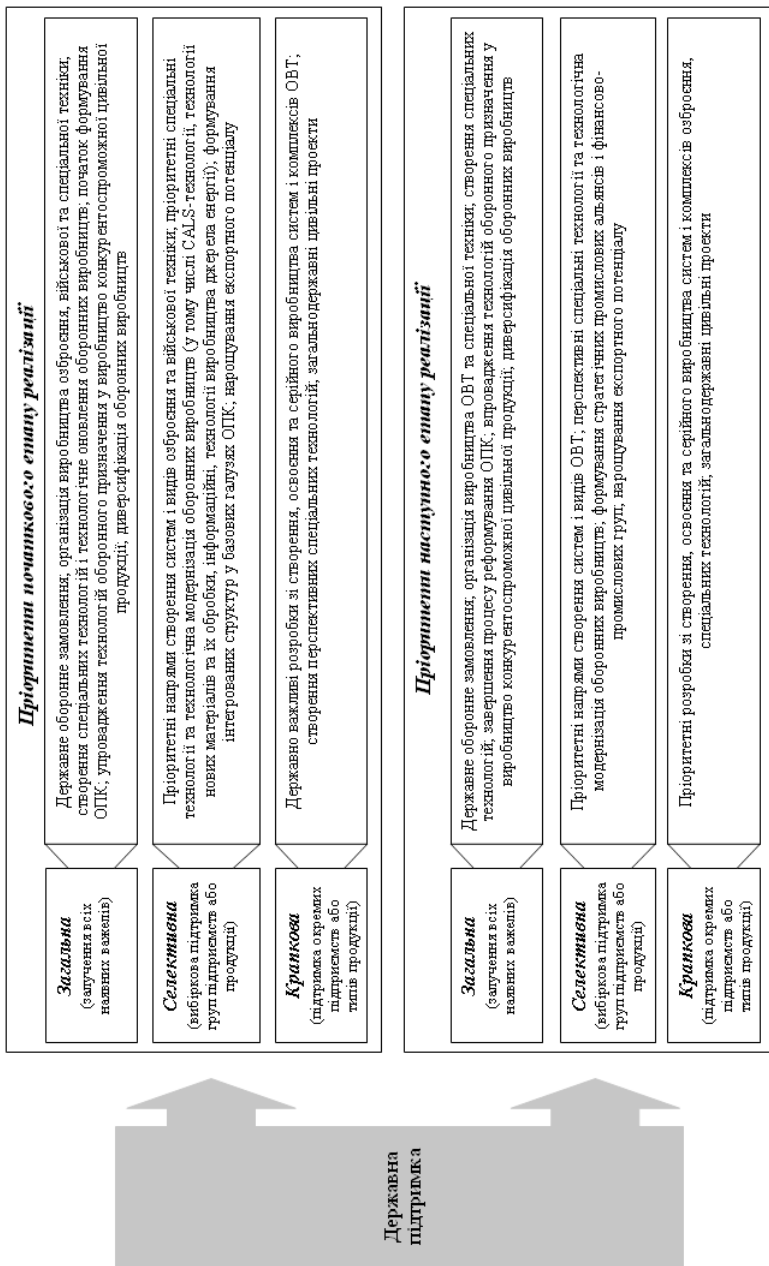 Державна
підтримка
Пріоритети початкового етапу реалізації
Загальна
(залучення всіх
наявних важелів)
Державне оборонне замовлення; організація виробництва озброєння, військової та спеціальної техніки;
створення спеціальних технологій і технологічне оновлення оборонних виробництв; початок формування
ОПК; упровадження технологій оборонного призначення у виробництво конкурентоспроможної цивільної
продукції; диверсифікація оборонних виробництв
Селективна
(вибіркова підтримка
груп підприємств або
продукції)
Пріоритетні напрями створення систем і видів озброєння та військової техніки; пріоритетні спеціальні
технології та технологічна модернізація оборонних виробництв (у тому числі CALS-технології, технології
нових матеріалів та їх обробки, інформаційні, технології виробництва джерела енергії); формування
інтегрованих структур у базових галузях ОПК; нарощування експортного потенціалу
Крапкова
(підтримка окремих
підприємств або
типів продукції)
Державно важливі розробки зі створення, освоєння та серійного виробництва систем і комплексів ОВТ;
створення перспективних спеціальних технологій; загальнодержавні цивільні проекти
Пріоритети наступного етапу реалізації
Загальна
(залучення всіх
наявних важелів)
Державне оборонне замовлення; організація виробництва ОВТ та спеціальної техніки; створення спеціальних
технологій; завершення процесу реформування ОПК; впровадження технологій оборонного призначення у
виробництво конкурентоспроможної цивільної продукції; диверсифікація оборонних виробництв
Селективна
(вибіркова підтримка
груп підприємств або
продукції)
Пріоритетні напрями створення систем і видів ОВТ; перспективні спеціальні технології та технологічна
модернізація оборонних виробництв; формування стратегічних промислових альянсів і фінансово-
промислових груп; нарощування експортного потенціалу
Крапкова
(підтримка окремих
підприємств або
типів продукції)
Пріоритетні розробки зі створення, освоєння та серійного виробництва систем і комплексів озброєння,
спеціальних технологій; загальнодержавні цивільні проекти